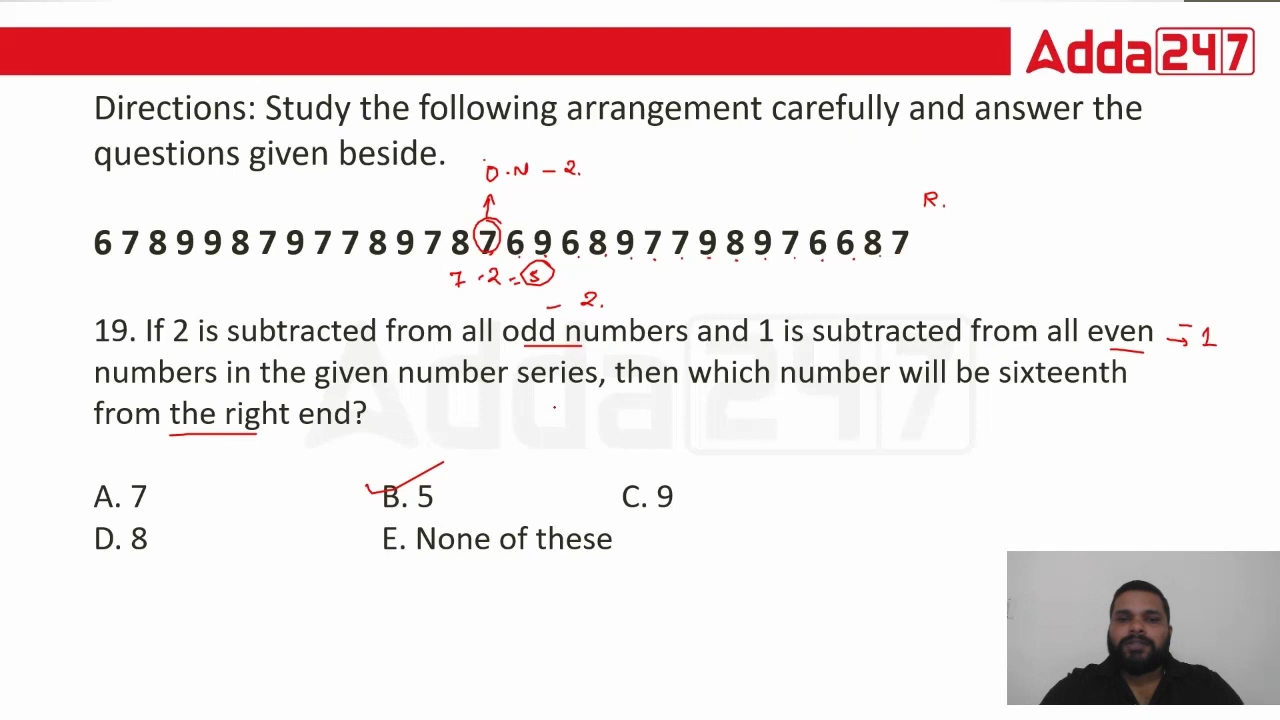 Adda247
Directions: Study the following arrangement carefully and answer the
questions given beside.
O.N - 2.
R.
6 7 8 9 9 8 7 9 7 7 8 9 7 8 7 6 9 6 8 9 7 7 9 8 9 7 6 6 8 7
7 - 2 = 5
- 2.
19. If 2 is subtracted from all odd numbers and 1 is subtracted from all even → - 1
numbers in the given number series, then which number will be sixteenth
from the right end?
Adda247
A. 7 B. 5 C. 9
D. 8 E. None of these